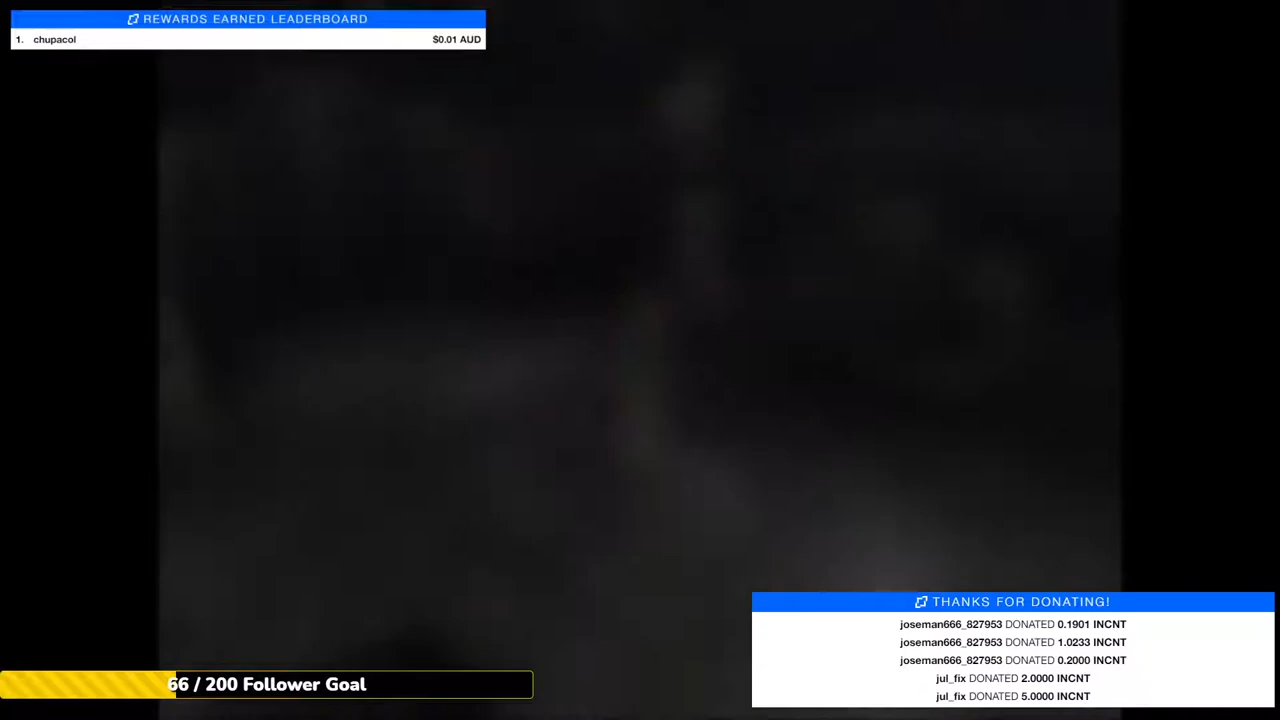 REWARDS EARNED LEADERBOARD
1. chupacol $0.01 AUD
THANKS FOR DONATING!
joseman666_827953 DONATED 0.1901 INCNT
joseman666_827953 DONATED 1.0233 INCNT
joseman666_827953 DONATED 0.2000 INCNT
jul_fix DONATED 2.0000 INCNT
jul_fix DONATED 5.0000 INCNT
66 / 200 Follower Goal